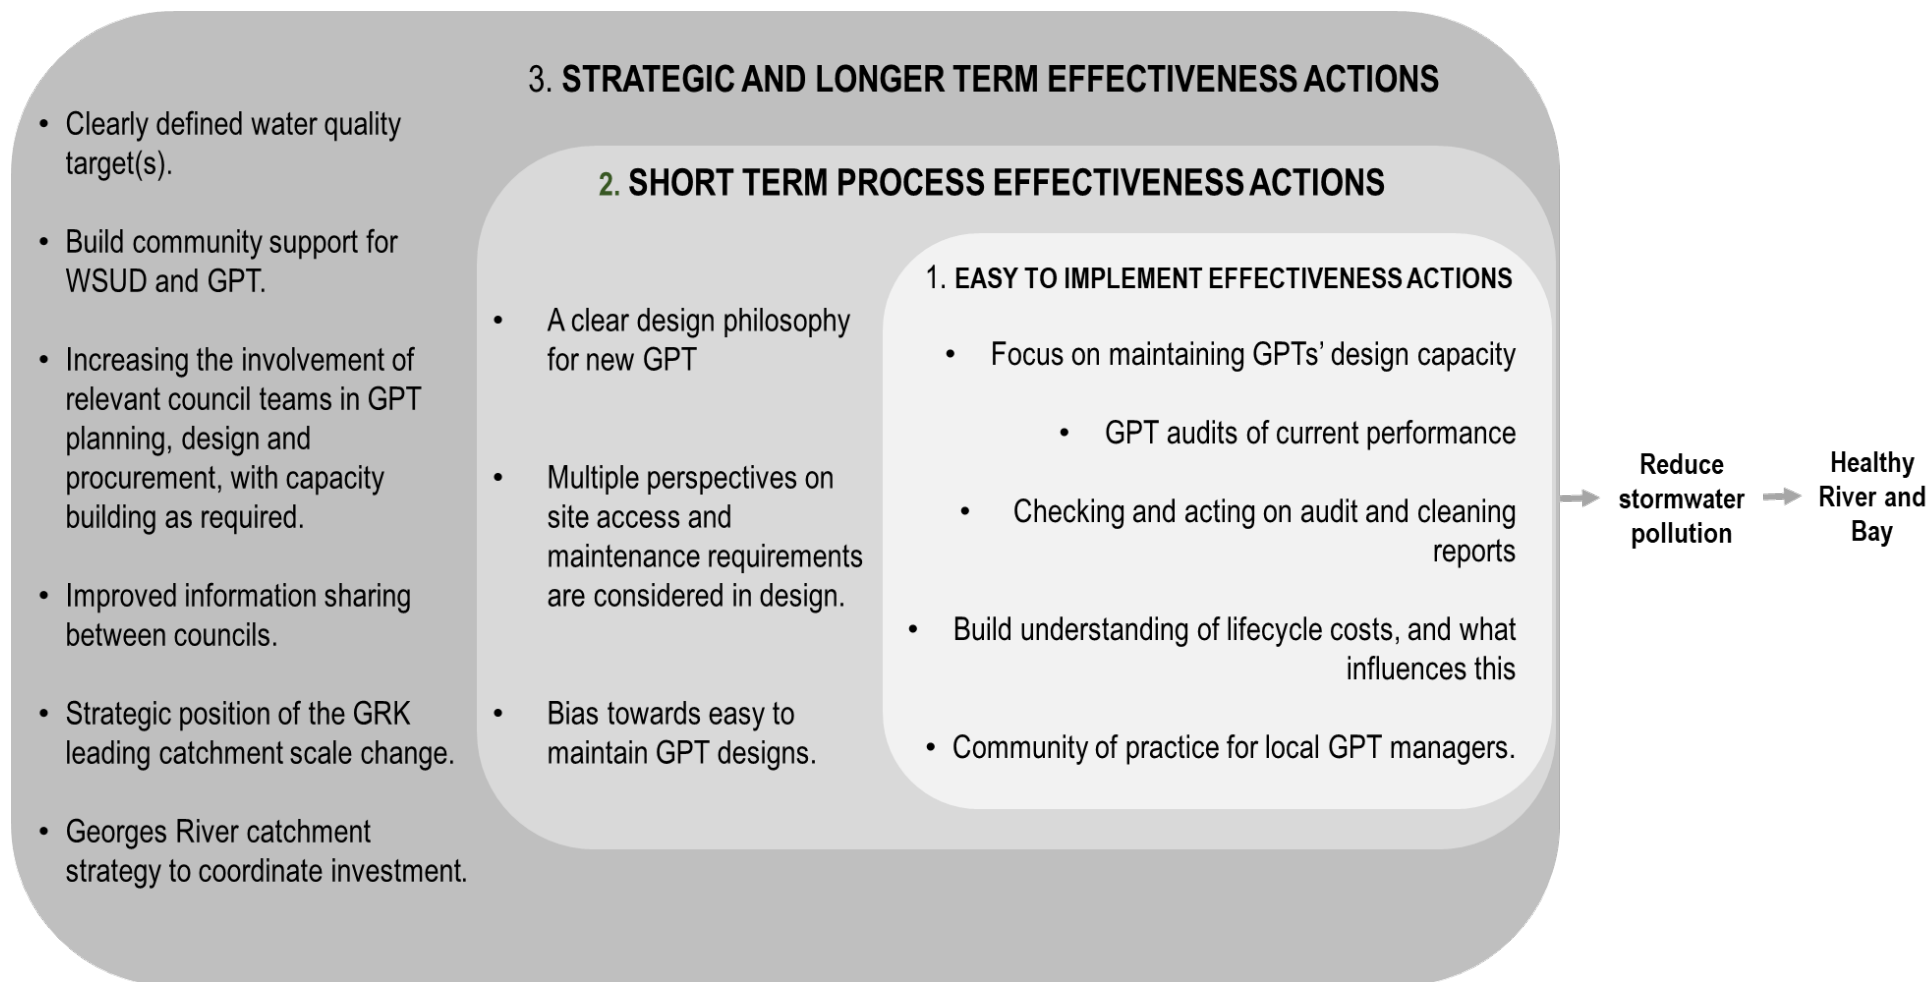 3. STRATEGIC AND LONGER TERM EFFECTIVENESS ACTIONS
• Clearly defined water quality
target(s).
• Build community support for
WSUD and GPT.
• Increasing the involvement of
relevant council teams in GPT
planning, design and
procurement, with capacity
building as required.
• Improved information sharing
between councils.
• Strategic position of the GRK
leading catchment scale change.
• Georges River catchment
strategy to coordinate investment.
2. SHORT TERM PROCESS EFFECTIVENESS ACTIONS
• A clear design philosophy
for new GPT
• Multiple perspectives on
site access and
maintenance requirements
are considered in design.
• Bias towards easy to
maintain GPT designs.
1. EASY TO IMPLEMENT EFFECTIVENESS ACTIONS
• Focus on maintaining GPTs’ design capacity
• GPT audits of current performance
• Checking and acting on audit and cleaning
reports
• Build understanding of lifecycle costs, and what
influences this
• Community of practice for local GPT managers.
Reduce
stormwater
pollution
Healthy
River and
Bay